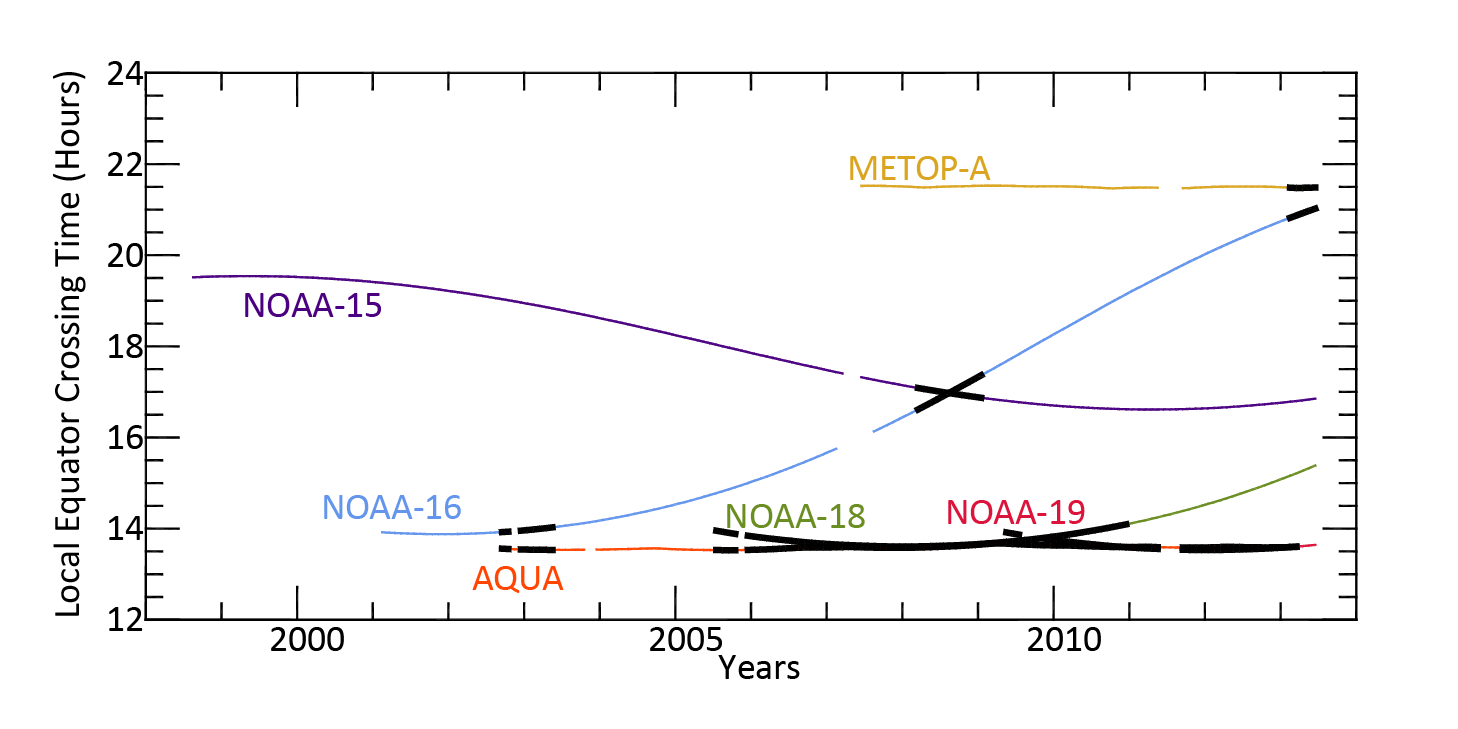 24
22
20
18
16
14
12
Local Equator Crossing Time (Hours)
METOP-A
NOAA-15
NOAA-16
NOAA-18
NOAA-19
AQUA
2000
2005
2010
Years